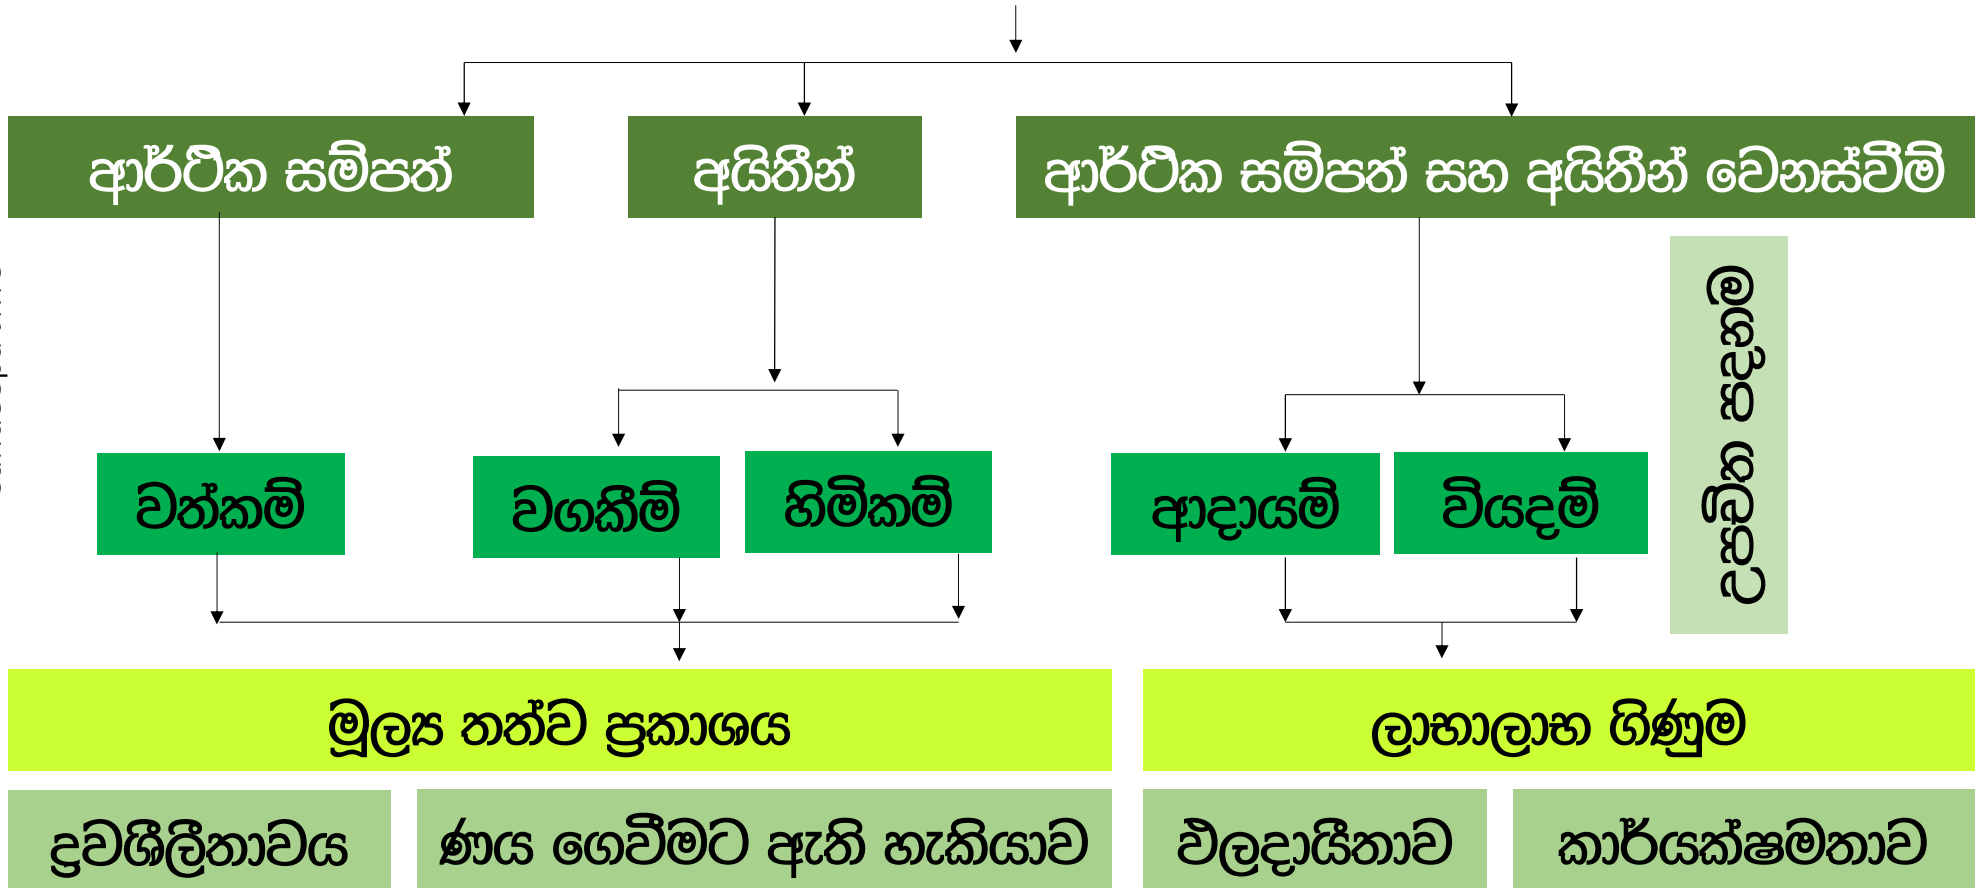 ආර්ථික සම්පත්
අයිතීන්
ආර්ථික සම්පත් සහ අයිතීන් වෙනස්වීම්
උපචිත පදනම
වත්කම්
වගකීම්
හිමිකම්
ආදායම්
වියදම්
මූල්‍ය තත්ව ප්‍රකාශය
ලාභාලාභ ගිණුම
ද්‍රවශීලීතාවය
ණය ගෙවීමට ඇති හැකියාව
ඵලදායීතාව
කාර්යක්ෂමතාව